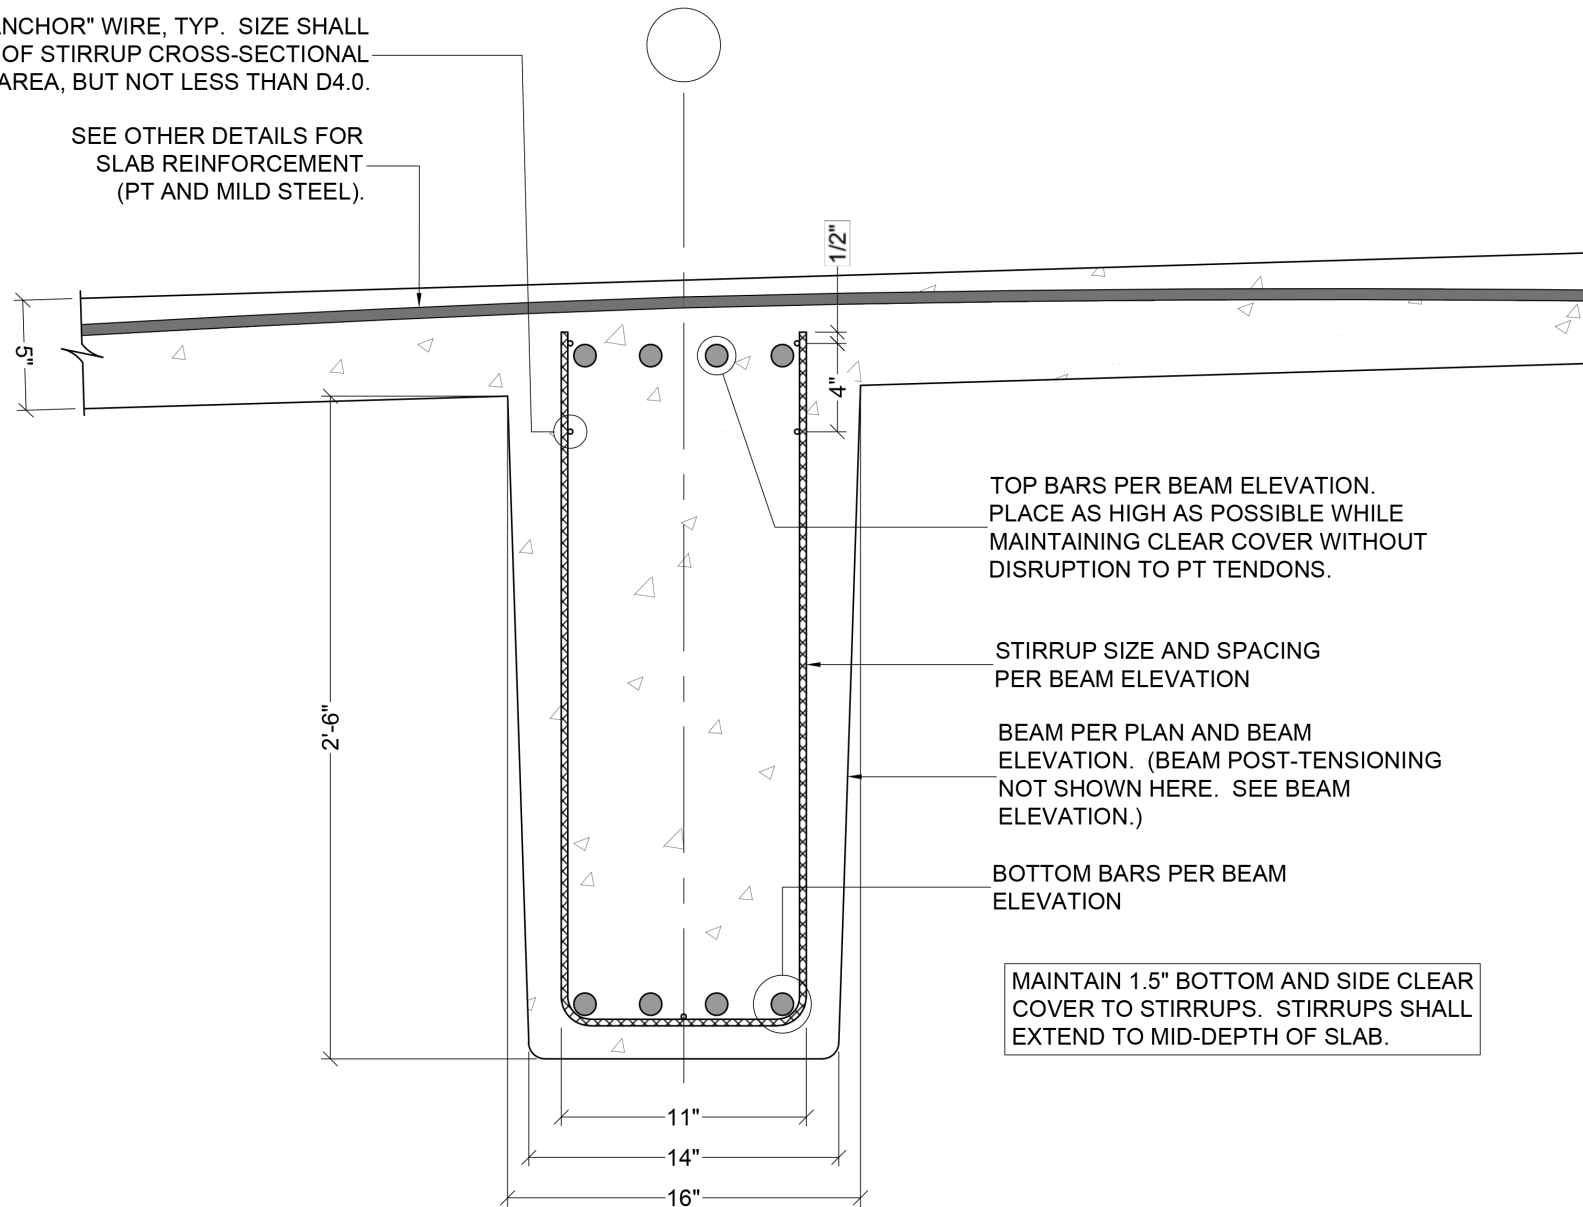 ANCHOR" WIRE, TYP. SIZE SHALL
OF STIRRUP CROSS-SECTIONAL
AREA, BUT NOT LESS THAN D4.0.
SEE OTHER DETAILS FOR
SLAB REINFORCEMENT
(PT AND MILD STEEL).
1/2"
5"
4"
TOP BARS PER BEAM ELEVATION.
PLACE AS HIGH AS POSSIBLE WHILE
MAINTAINING CLEAR COVER WITHOUT
DISRUPTION TO PT TENDONS.
STIRRUP SIZE AND SPACING
PER BEAM ELEVATION
2'-6"
BEAM PER PLAN AND BEAM
ELEVATION. (BEAM POST-TENSIONING
NOT SHOWN HERE. SEE BEAM
ELEVATION.)
BOTTOM BARS PER BEAM
ELEVATION
MAINTAIN 1.5" BOTTOM AND SIDE CLEAR
COVER TO STIRRUPS. STIRRUPS SHALL
EXTEND TO MID-DEPTH OF SLAB.
11"
14"
16"